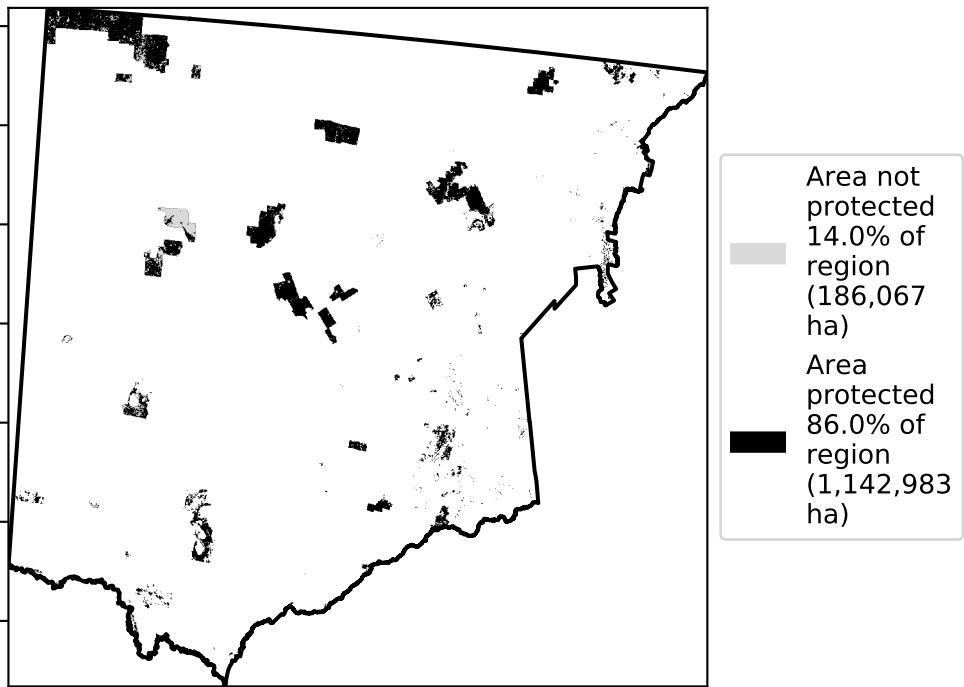 Area not
protected
14.0% of
region
(186,067
ha)
Area
protected
86.0% of
region
(1,142,983
ha)